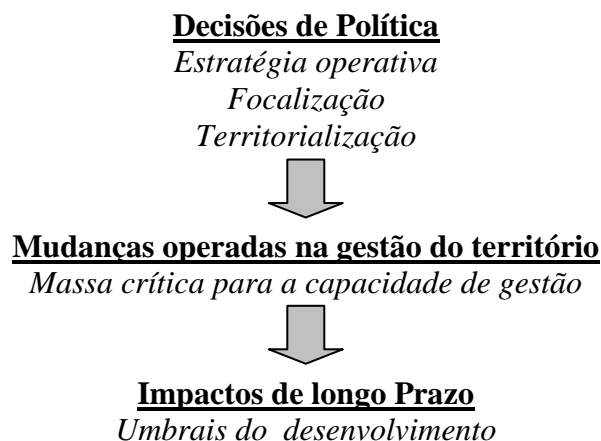 Decisões de Política
Estratégia operativa
Focalização
Territorialização
Mudanças operadas na gestão do território
Massa crítica para a capacidade de gestão
Impactos de longo Prazo
Umbrais do desenvolvimento